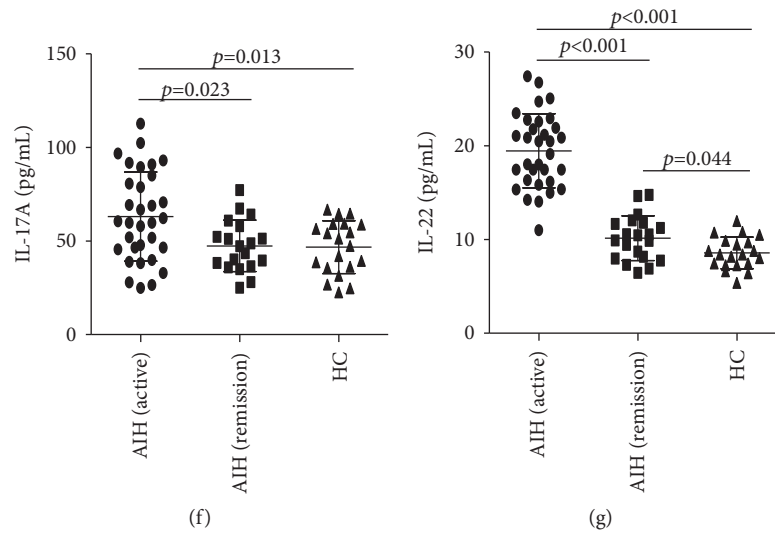 p=0.013
p=0.023
150
100
50
0
IL-17A (pg/mL)
AIH (active)
AIH (remission)
HC
(f)
p<0.001
p<0.001
p=0.044
30
20
10
0
IL-22 (pg/mL)
AIH (active)
AIH (remission)
HC
(g)